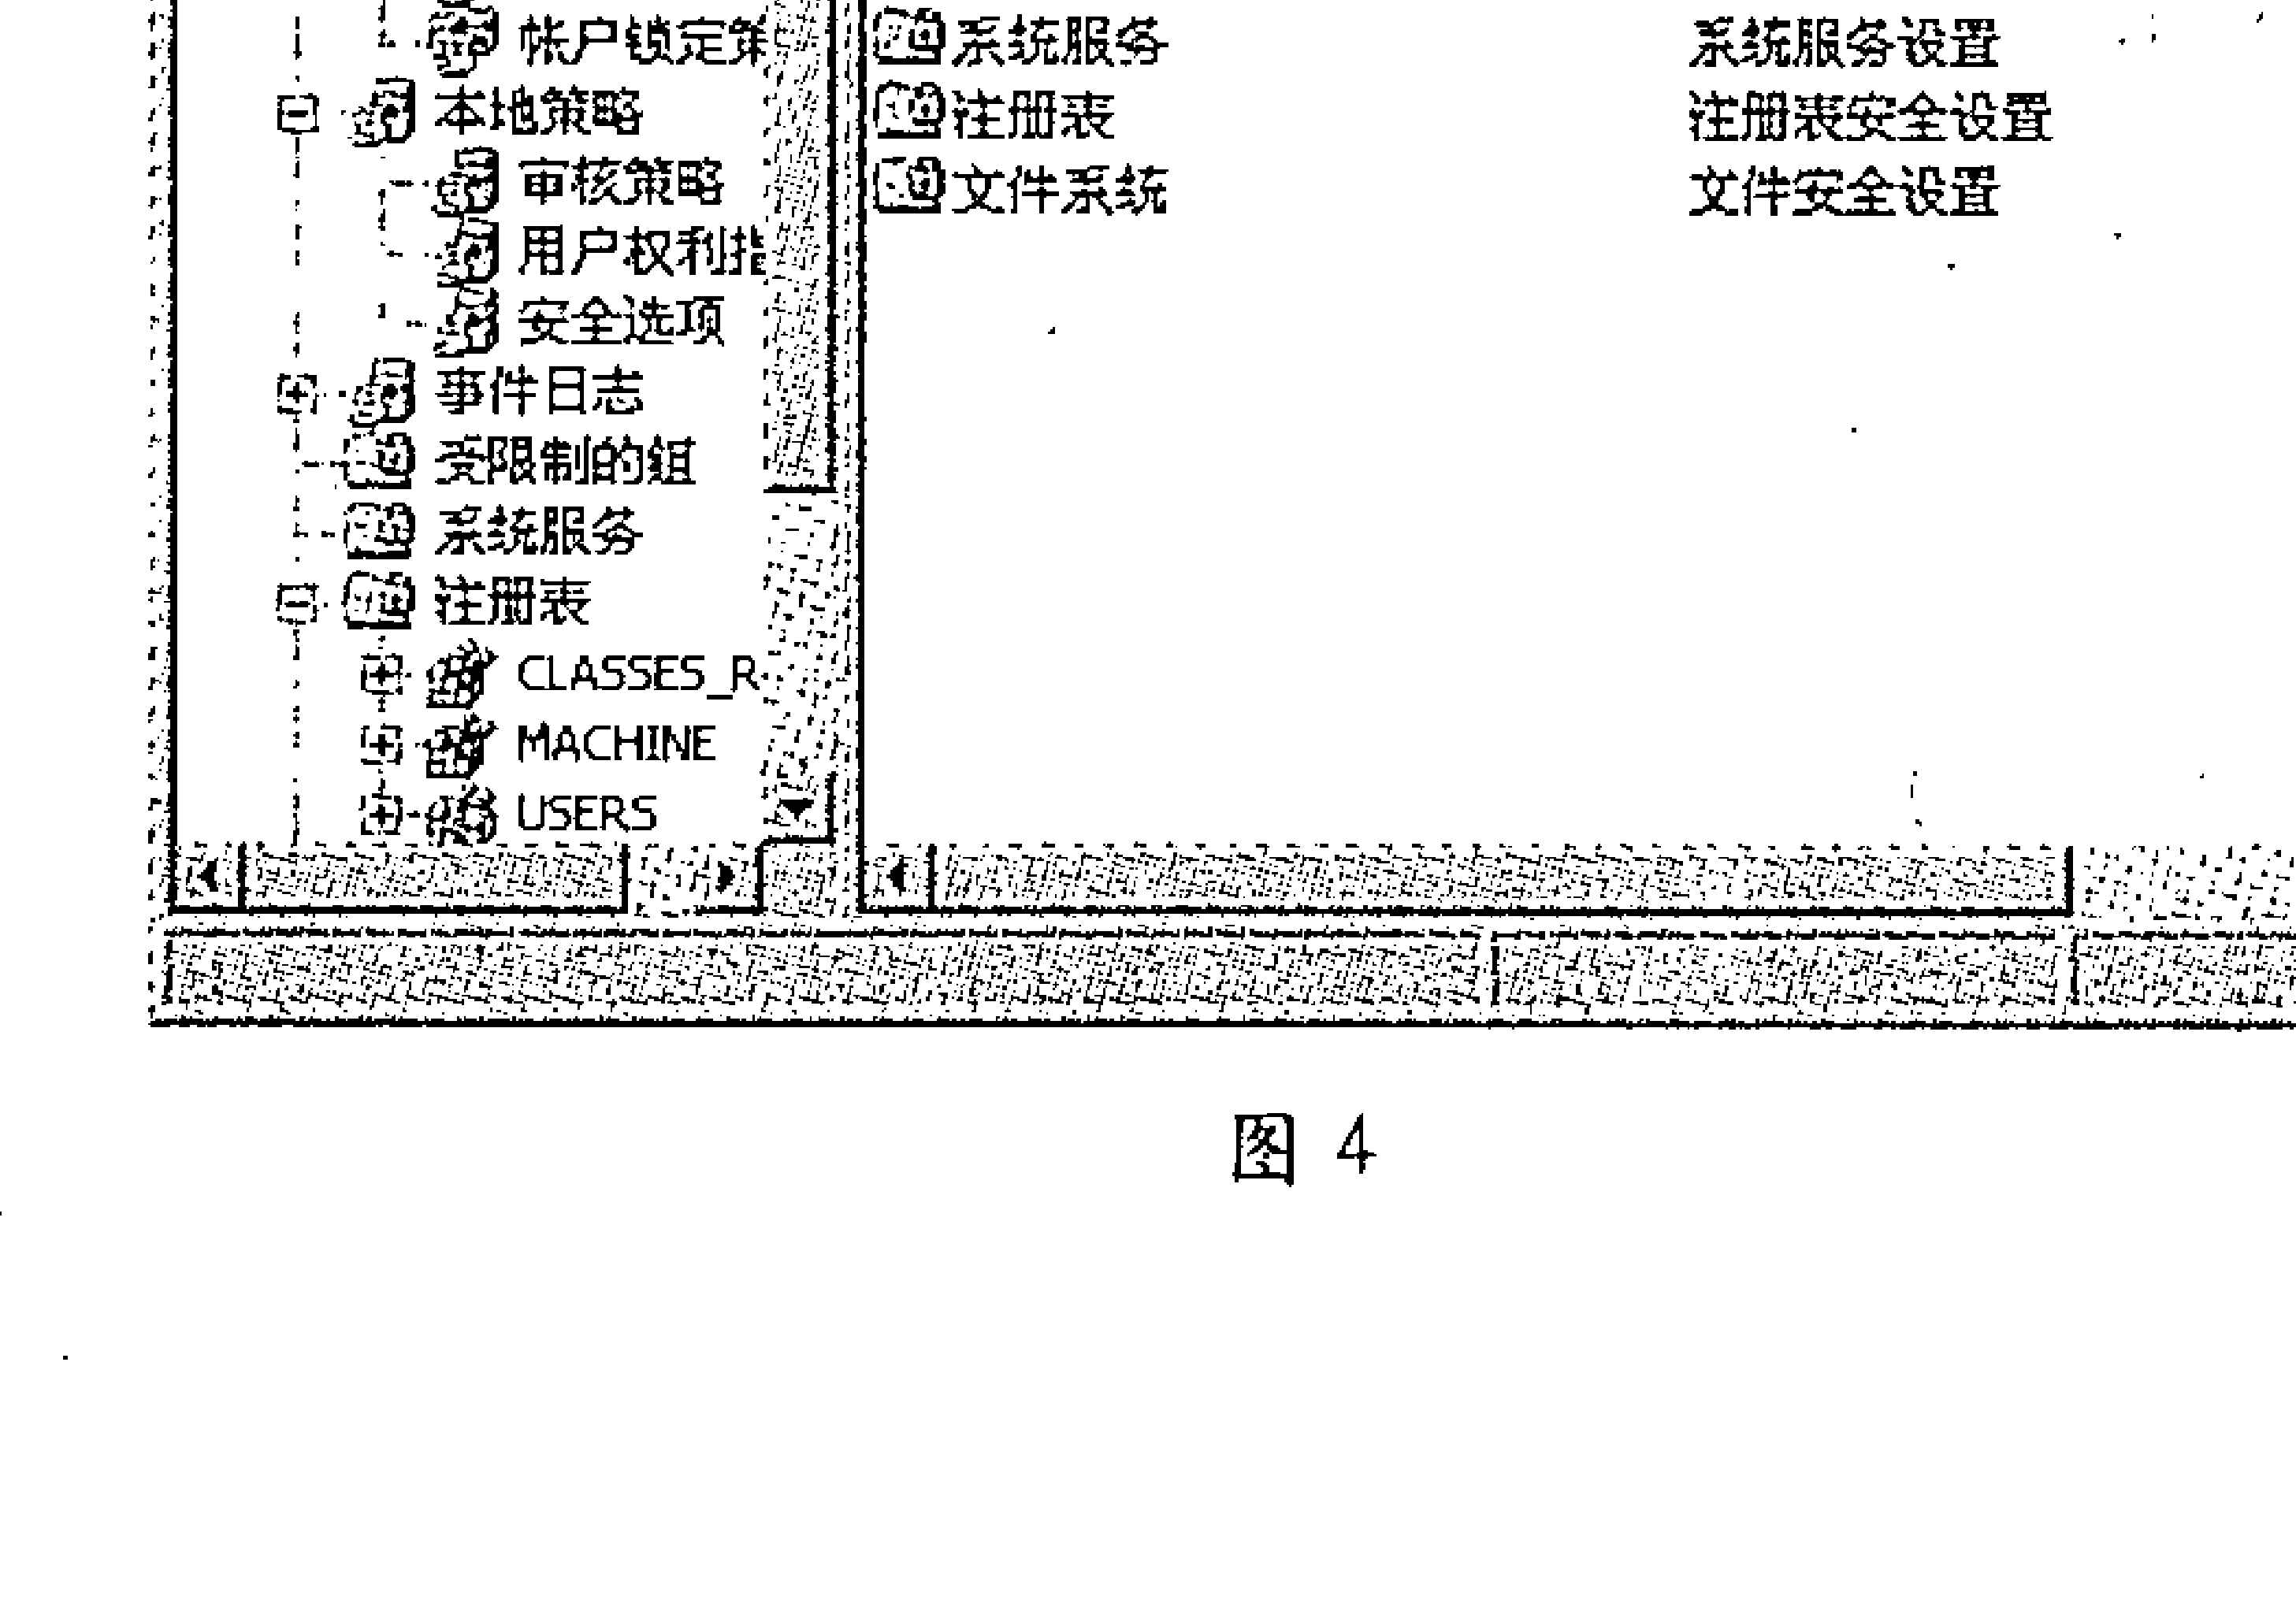 帐户锁定策
本地策略
审核策略
用户权利指
安全选项
事件日志
受限制的组
系统服务
注册表
CLASSES_R
MACHINE
USERS
系统服务 系统服务设置
注册表 注册表安全设置
文件系统 文件安全设置
图 4